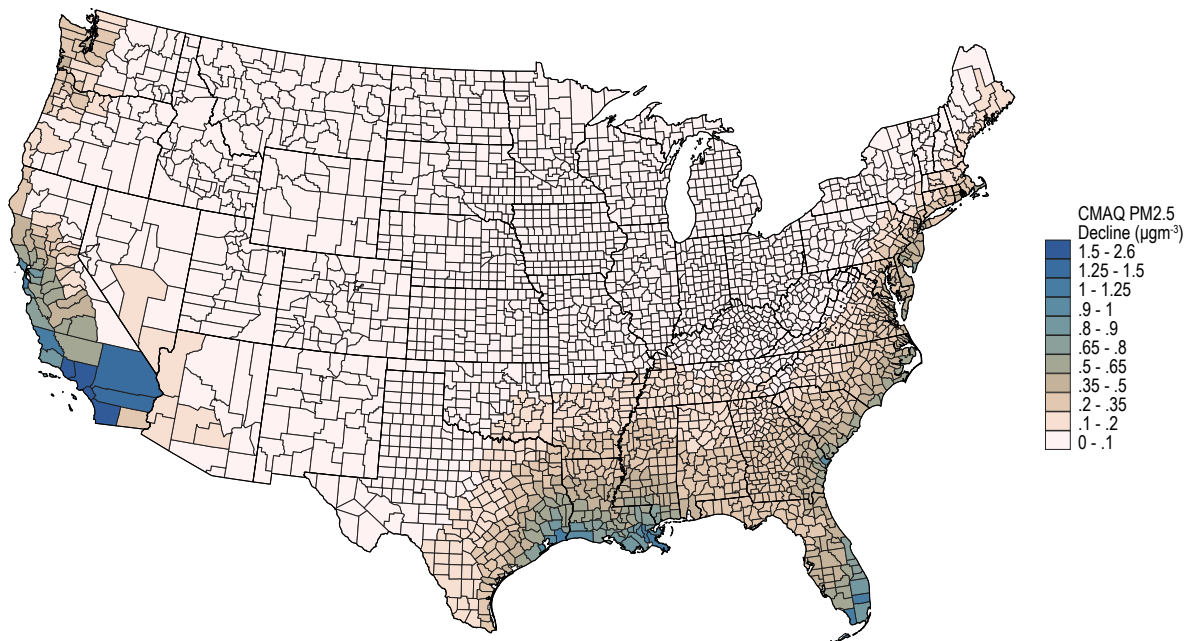 CMAQ PM2.5
Decline (µgm-³)
1.5 - 2.6
1.25 - 1.5
1 - 1.25
.9 - 1
.8 - .9
.65 - .8
.5 - .65
.35 - .5
.2 - .35
.1 - .2
0 - .1